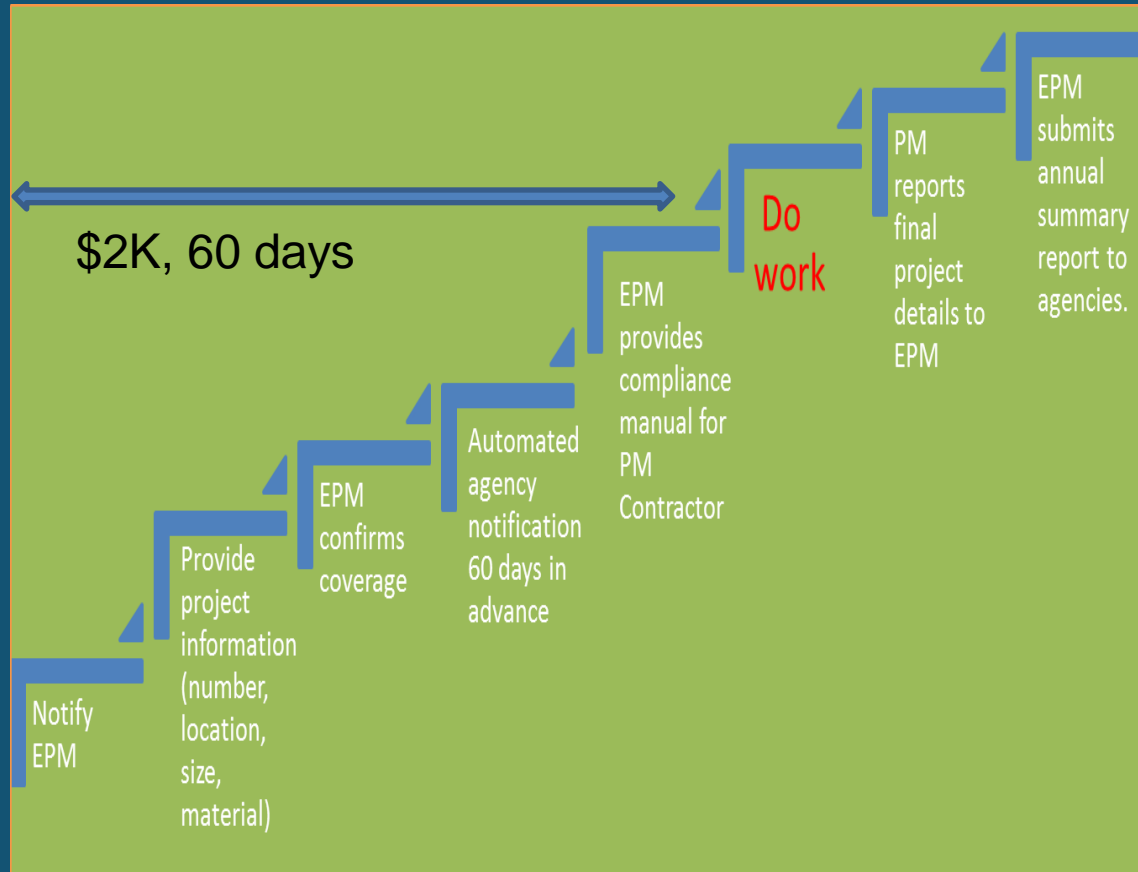 $2K, 60 days
Notify
EPM
Provide
project
information
(number,
location,
size,
material)
EPM
confirms
coverage
Automated
agency
notification
60 days in
advance
EPM
provides
compliance
manual for
PM
Contractor
Do
work
PM
reports
final
project
details to
EPM
EPM
submits
annual
summary
report to
agencies.